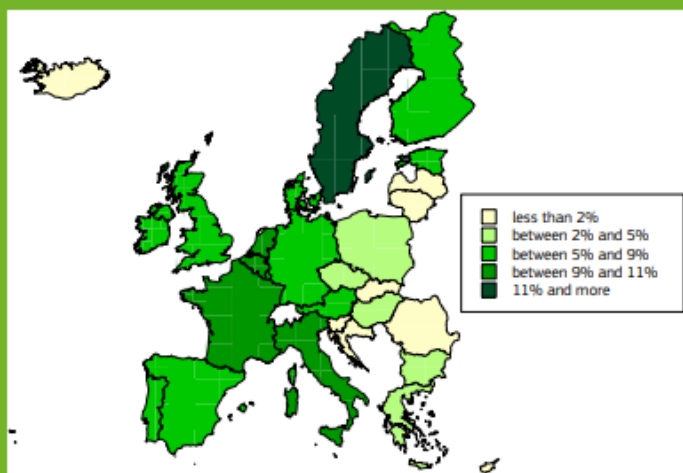 less than 2%
between 2% and 5%
between 5% and 9%
between 9% and 11%
11% and more